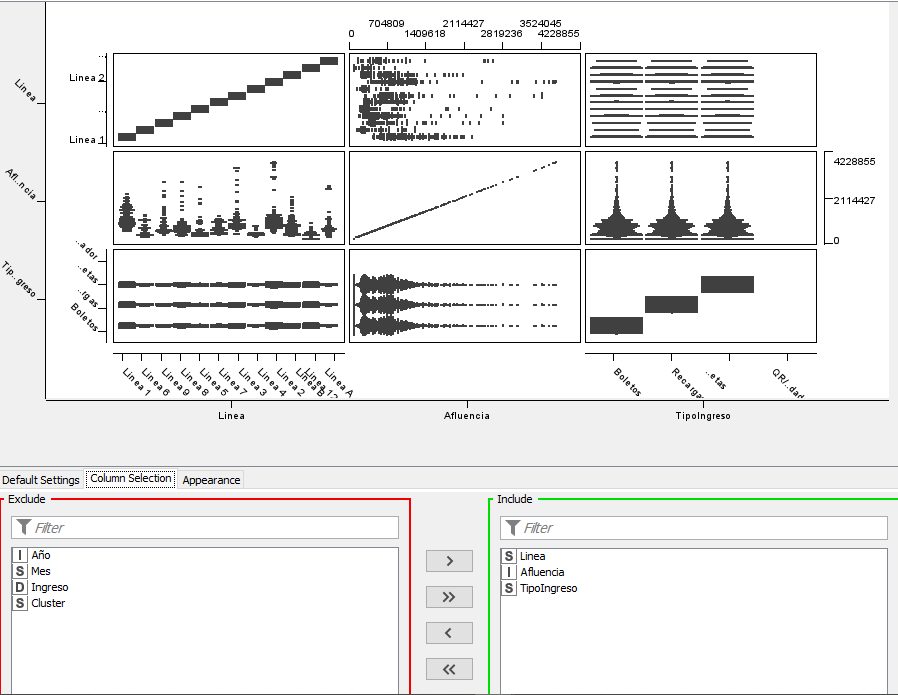 704809 2114427 3524045
0 1409618 2819236 4228855
Linea
...
Linea 2
...
Linea 1
Afl..ncia
4228855
2114427
0
Tip..greso
..ador
..etas
..rgas
Boletos
Linea 1 Linea 6 Linea 9 Linea 8 Linea 5 Linea 7 Linea 3 Linea 4 Linea 2 Linea B Linea 12 Linea A
Boletos Recargas ..etas QR/..dad
Linea Afluencia TipoIngreso
Default Settings Column Selection Appearance
Exclude Include
Filter Filter
I Año
S Mes
D Ingreso
S Cluster
S Linea
I Afluencia
S TipoIngreso
> 
>>
<
<<